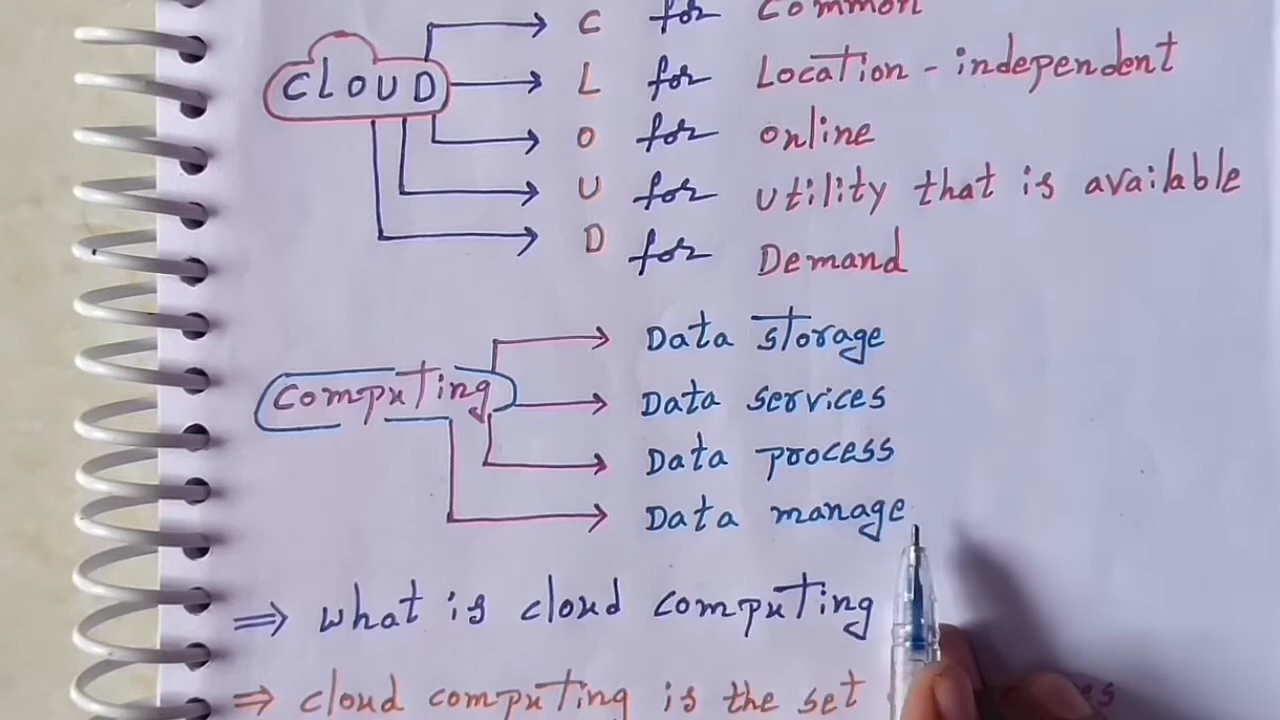 C for Common
CLOUD
L for Location - independent
O for online
U for utility that is available
D for Demand
Data storage
computing
Data services
Data process
Data manage
⇒ what is cloud computing
⇒ cloud computing is the set